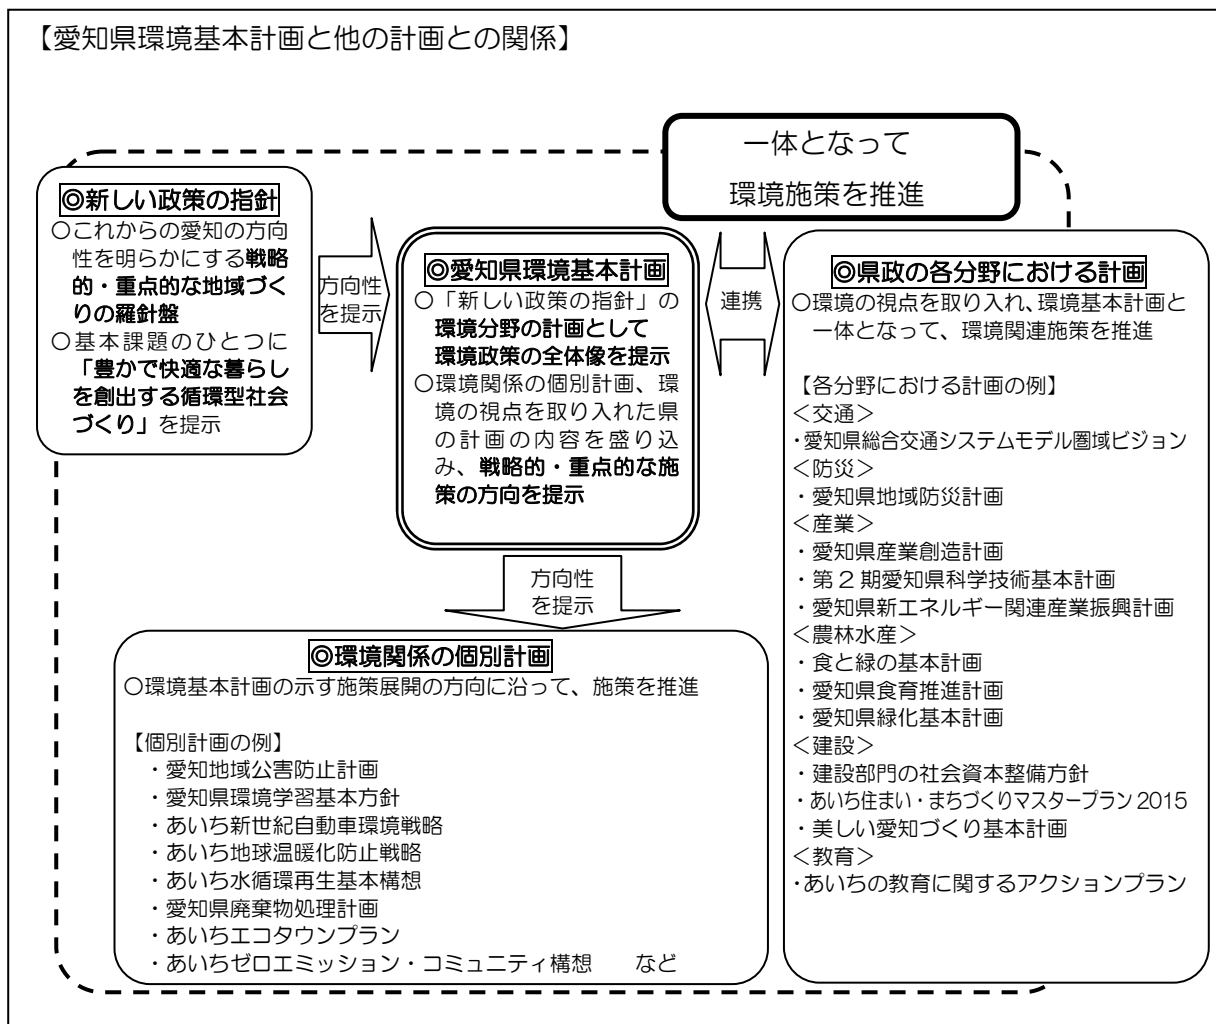 【愛知県環境基本計画と他の計画との関係】
一体となって
環境施策を推進
◎新しい政策の指針
○これからの愛知の方向
性を明らかにする戦略
的・重点的な地域づく
りの羅針盤
○基本課題のひとつに
「豊かで快適な暮らし
を創出する循環型社会
づくり」を提示
方向性
を提示
◎愛知県環境基本計画
○「新しい政策の指針」の
環境分野の計画として
環境政策の全体像を提示
○環境関係の個別計画、環
境の視点を取り入れた県
の計画の内容を盛り込
み、戦略的・重点的な施
策の方向を提示
連携
◎県政の各分野における計画
○環境の視点を取り入れ、環境基本計画と
一体となって、環境関連施策を推進
【各分野における計画の例】
＜交通＞
・愛知県総合交通システムモデル圏域ビジョン
＜防災＞
・愛知県地域防災計画
＜産業＞
・愛知県産業創造計画
・第２期愛知県科学技術基本計画
・愛知県新エネルギー関連産業振興計画
＜農林水産＞
・食と緑の基本計画
・愛知県食育推進計画
・愛知県緑化基本計画
＜建設＞
・建設部門の社会資本整備方針
・あいち住まい・まちづくりマスタープラン2015
・美しい愛知づくり基本計画
＜教育＞
・あいちの教育に関するアクションプラン
方向性
を提示
◎環境関係の個別計画
○環境基本計画の示す施策展開の方向に沿って、施策を推進
【個別計画の例】
・愛知地域公害防止計画
・愛知県環境学習基本方針
・あいち新世紀自動車環境戦略
・あいち地球温暖化防止戦略
・あいち水循環再生基本構想
・愛知県廃棄物処理計画
・あいちエコタウンプラン
・あいちゼロエミッション・コミュニティ構想　　など